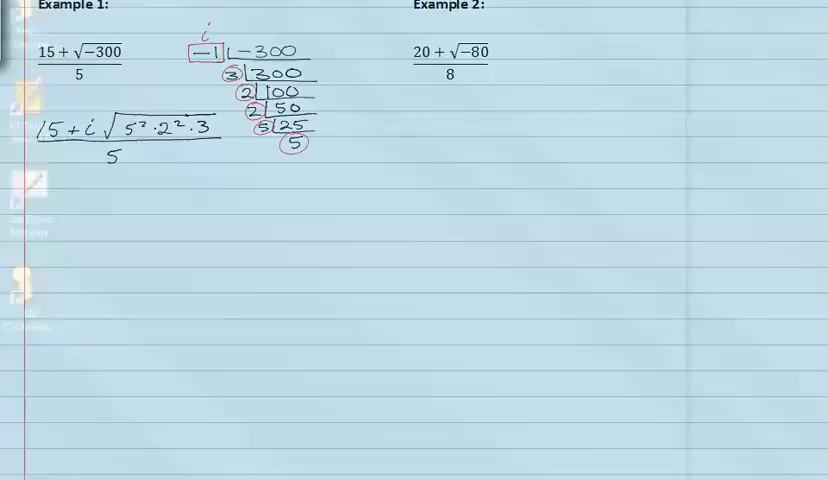 Example 1:
Example 2:
(15 + √−300)/5
i
−1 | −300
3 | 300
2 | 100
2 | 50
5 | 25
5
(20 + √−80)/8
(15 + i √(5² · 2² · 3))/5